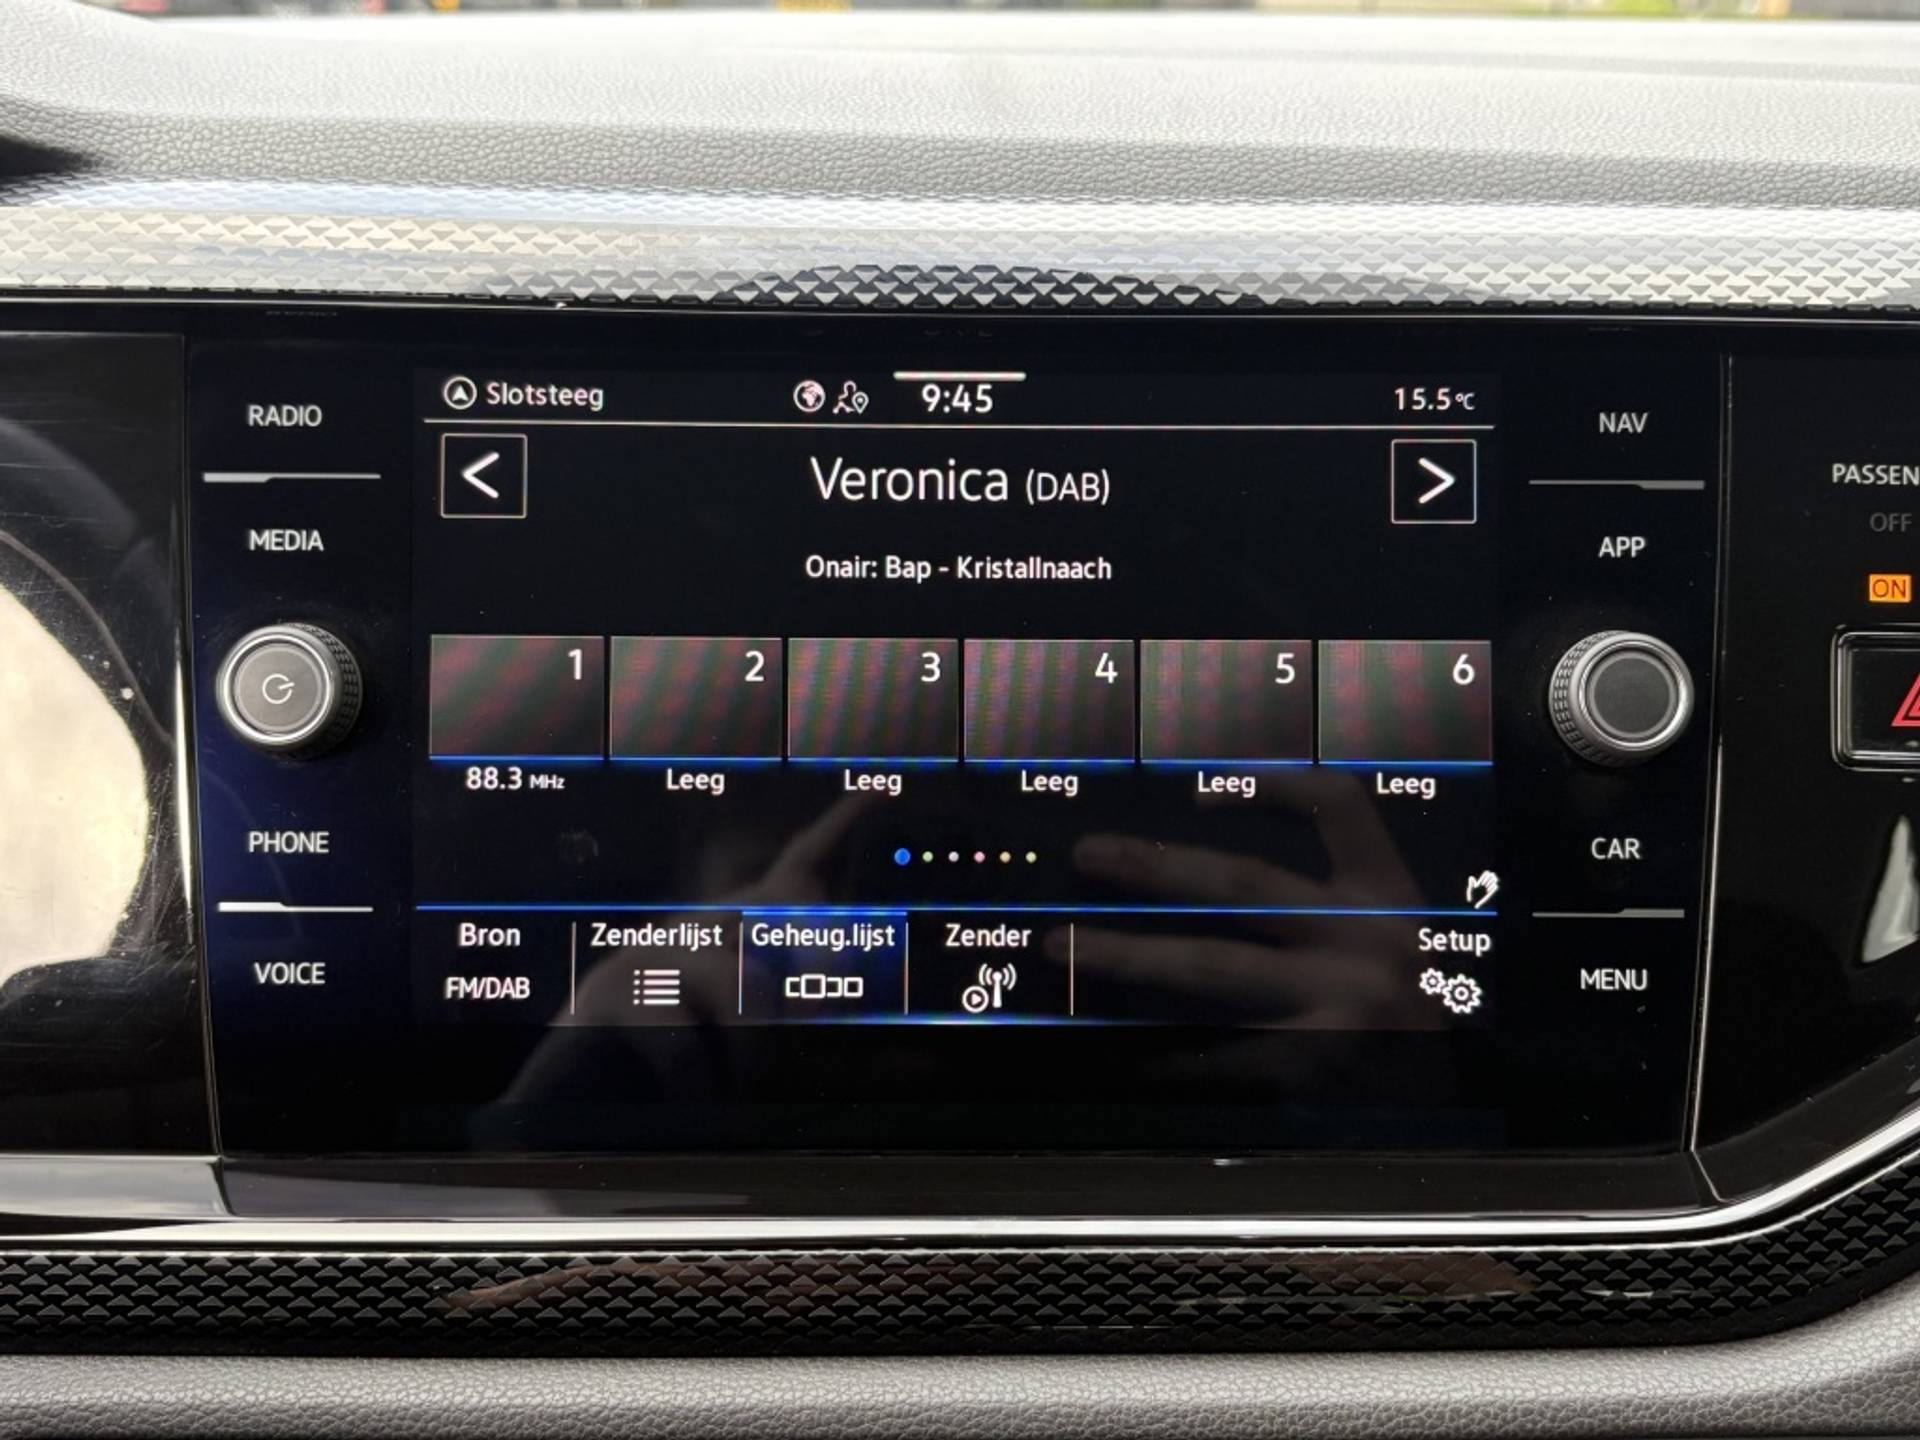 RADIO
MEDIA
PHONE
VOICE
Slotsteeg 9:45 15.5°C
Veronica (DAB)
Onair: Bap - Kristallnaach
1 2 3 4 5 6
88.3 MHz Leeg Leeg Leeg Leeg Leeg
Bron Zenderlijst Geheug.lijst Zender Setup
FM/DAB
NAV
APP
CAR
MENU
PASSEN
OFF
ON